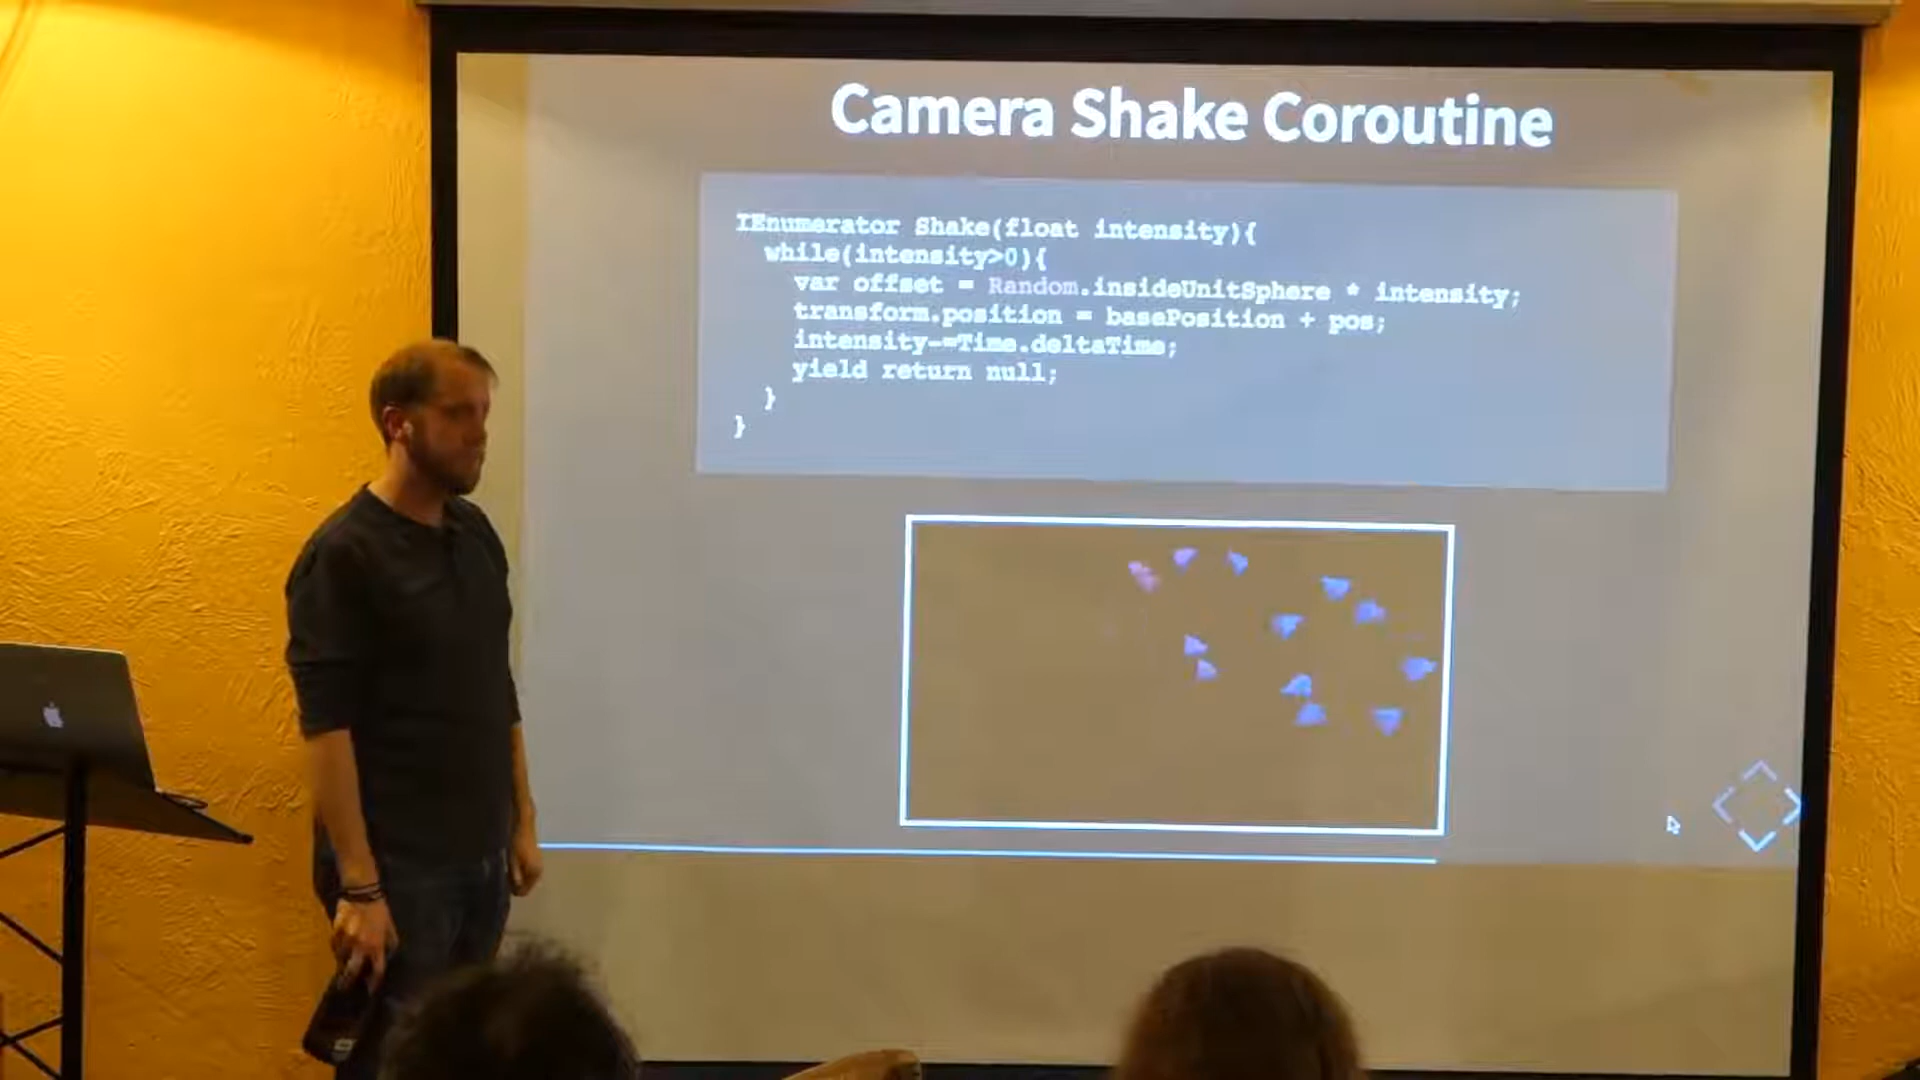 Camera Shake Coroutine
IEnumerator Shake(float intensity){
while(intensity>0){
var offset = Random.insideUnitSphere * intensity;
transform.position = basePosition + pos;
intensity-=Time.deltaTime;
yield return null;
}
}